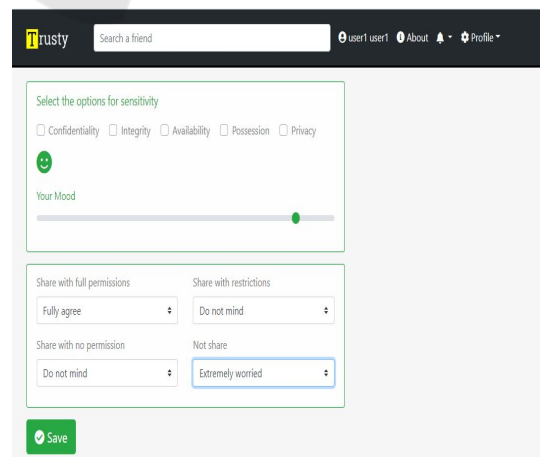 Trusty Search a friend user1 user1 About Profile
Select the options for sensitivity
Confidentiality Integrity Availability Possession Privacy
Your Mood
Share with full permissions Share with restrictions
Fully agree Do not mind
Share with no permission Not share
Do not mind Extremely worried
Save